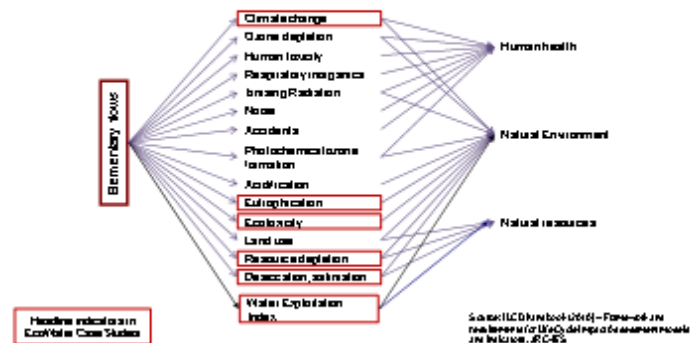 Climate change
Ozone depletion
Human toxicity
Respiratory inorganics
Ionising Radiation
Noise
Accidents
Photochemical ozone
formation
Acidification
Eutrophication
Ecotoxicity
Land use
Resource depletion
Desiccation, salination
Water Exploitation
Index
Elementary flows
Human health
Natural Environment
Natural resources
Headline indicators in
EcoWater Case Studies